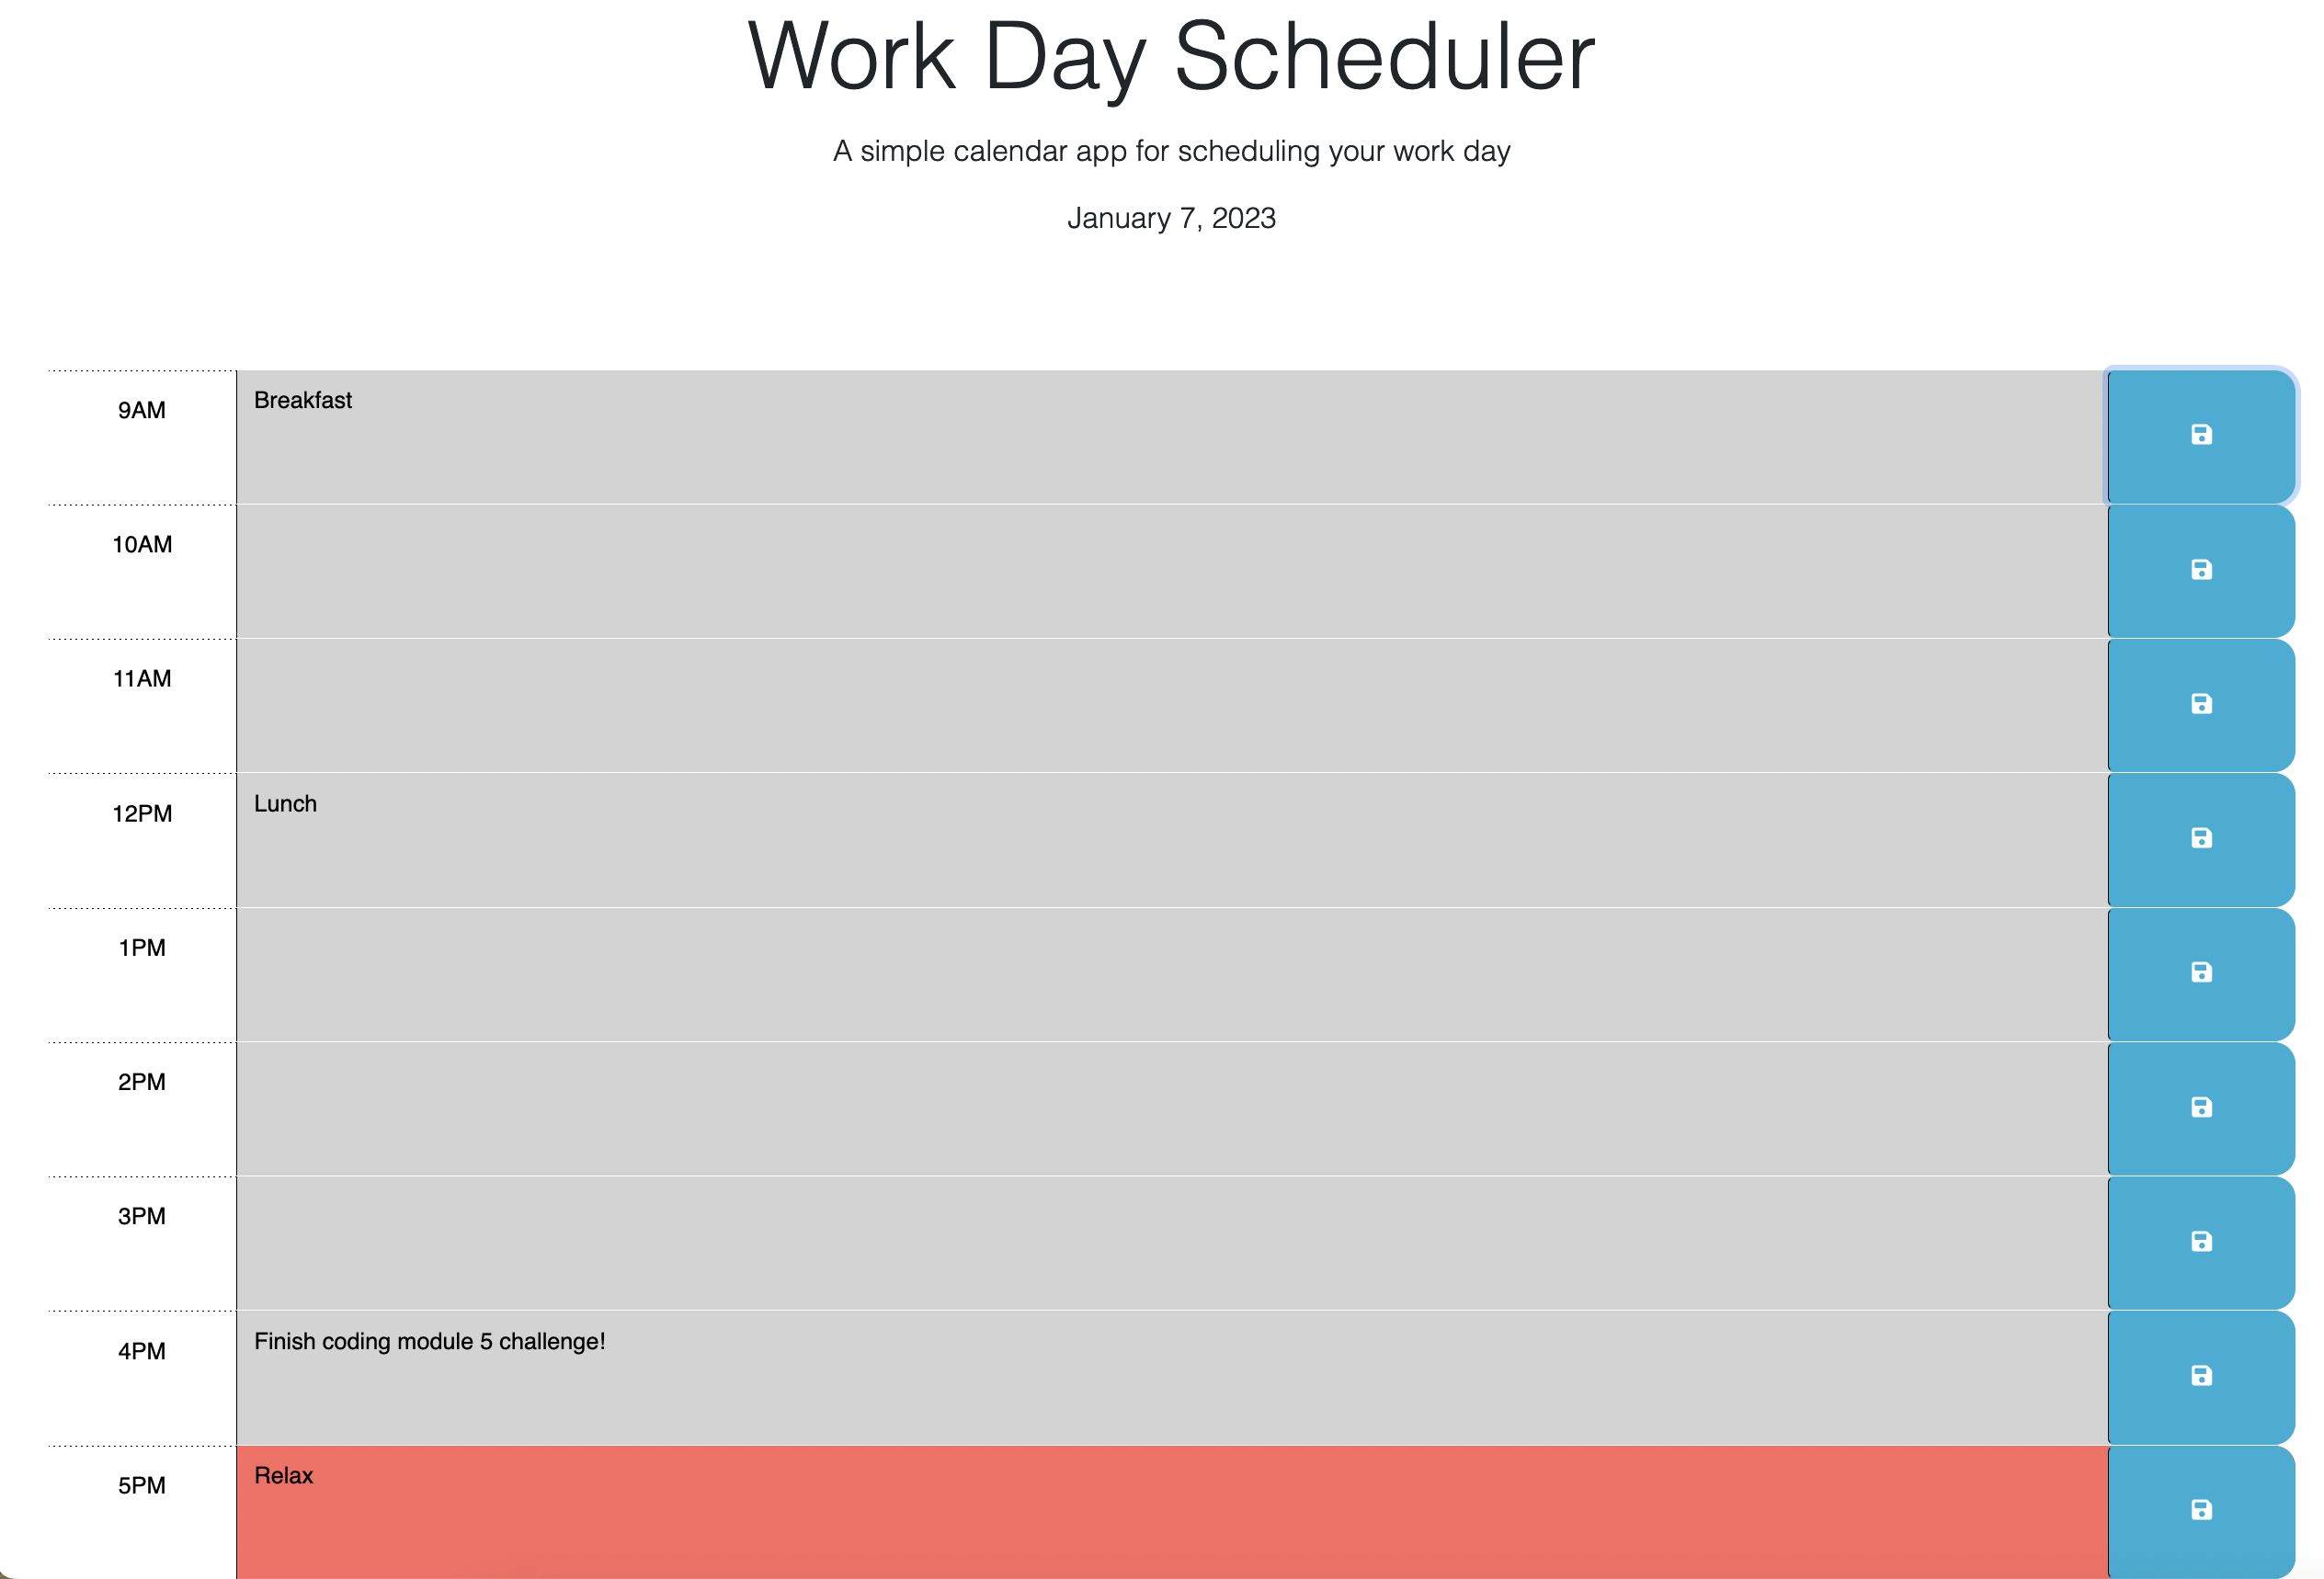 Work Day Scheduler
A simple calendar app for scheduling your work day
January 7, 2023
9AM
Breakfast
10AM
11AM
12PM
Lunch
1PM
2PM
3PM
4PM
Finish coding module 5 challenge!
5PM
Relax